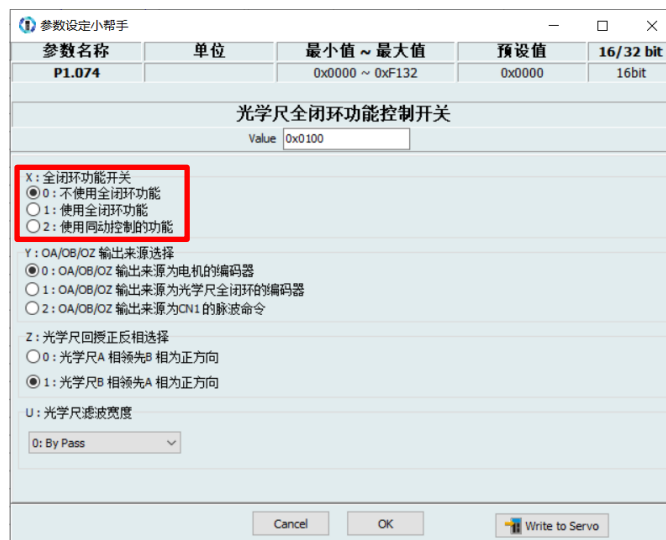 参数设定小帮手
参数名称 单位 最小值 ~ 最大值 预设值 16/32 bit
P1.074 0x0000 ~ 0xF132 0x0000 16bit
光学尺全闭环功能控制开关
Value 0x0100
X : 全闭环功能开关
0 : 不使用全闭环功能
1 : 使用全闭环功能
2 : 使用同动控制的功能
Y : OA/OB/OZ 输出来源选择
0 : OA/OB/OZ 输出来源为电机的编码器
1 : OA/OB/OZ 输出来源为光学尺全闭环的编码器
2 : OA/OB/OZ 输出来源为CN1 的脉波命令
Z : 光学尺回授正反相选择
0 : 光学尺A 相领先B 相为正方向
1 : 光学尺B 相领先A 相为正方向
U : 光学尺滤波宽度
0: By Pass
Cancel OK Write to Servo